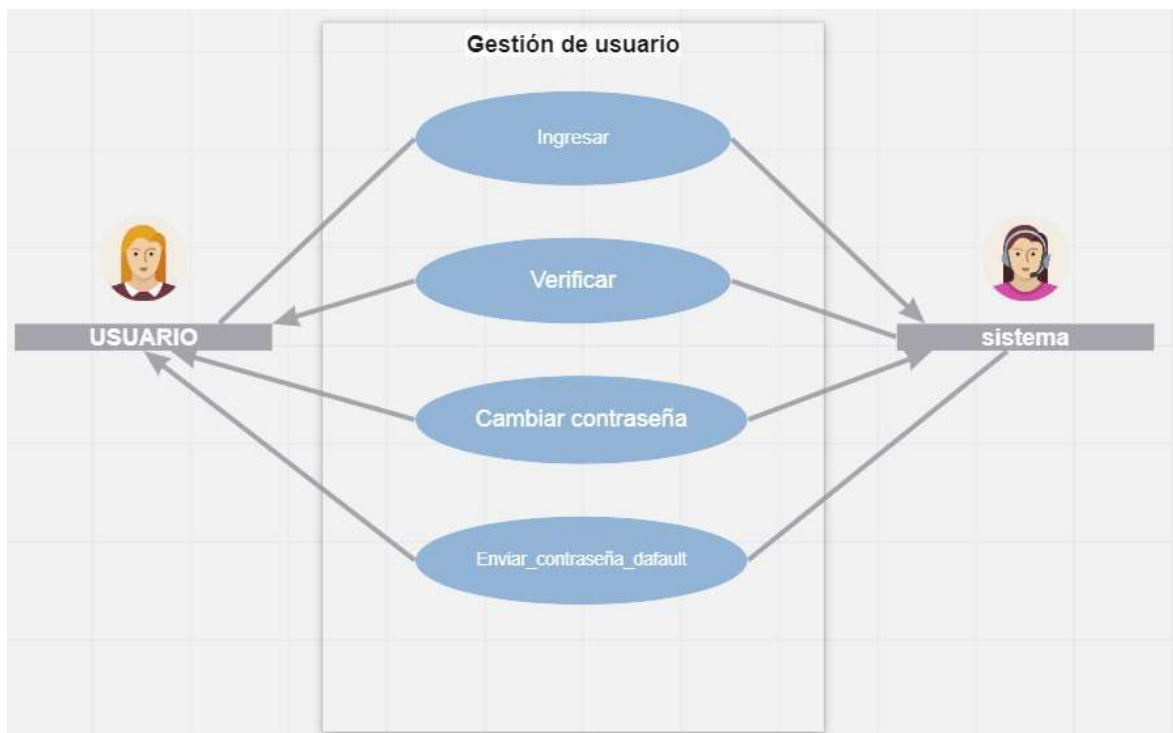 Gestión de usuario
Ingresar
Verificar
USUARIO
sistema
Cambiar contraseña
Enviar_contraseña_dafault